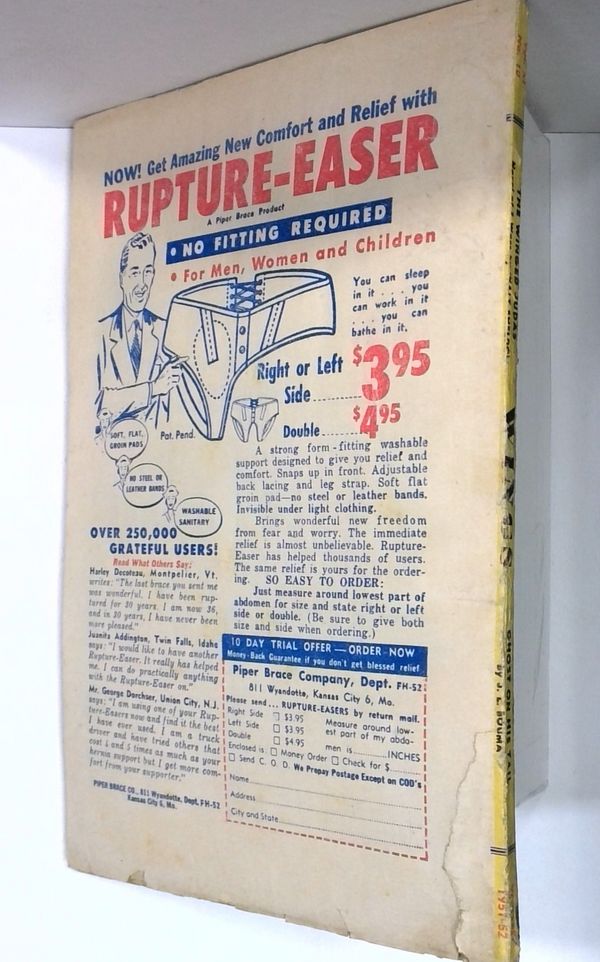 NOW! Get Amazing New Comfort and Relief with
RUPTURE-EASER
A Piper Brace Product
• NO FITTING REQUIRED
• For Men, Women and Children
You can sleep
in it . . . you
can work in it
. . . you can
bathe in it.
Right or Left
Side
$3.95
Double
$4.95
Pat. Pend.
SOFT, FLAT,
GROIN PADS
NO STEEL OR
LEATHER BANDS
WASHABLE
SANITARY
A strong form-fitting washable
support designed to give you relief and
comfort. Snaps up in front. Adjustable
back lacing and leg strap. Soft flat
groin pad—no steel or leather bands.
Invisible under light clothing.
Brings wonderful new freedom
from fear and worry. The immediate
relief is almost unbelievable. Rupture-
Easer has helped thousands of users.
The same relief is yours for the order-
ing. SO EASY TO ORDER:
Just measure around lowest part of
abdomen for size and state right or left
side or double. (Be sure to give both
size and side when ordering.)
OVER 250,000
GRATEFUL USERS!
Read What Others Say:
Harley Decoteau, Montpelier, Vt.
writes: "The last brace you sent me
was wonderful. I have been rup-
tured for 30 years. I am now 36,
and in 30 years, I have never been
more pleased."
Juanita Addington, Twin Falls, Idaho
says: "I would like to have another
Rupture-Easer. It really has helped
me. I can do practically anything
with the Rupture-Easer on."
Mr. George Dorchser, Union City, N.J.
says: "I am using one of your Rup-
ture-Easers now and find it the best
I have ever used. I am a truck
driver and have tried others that
cost 4 and 5 times as much as your
hernia support but I get more com-
fort from your supporter."
PIPER BRACE CO., 811 Wyandotte, Dept. FH-52
Kansas City 6, Mo.
10 DAY TRIAL OFFER — ORDER NOW
Money-Back Guarantee if you don't get blessed relief
Piper Brace Company, Dept. FH-52
811 Wyandotte, Kansas City 6, Mo.
Please send ... RUPTURE-EASERS by return mail.
Right Side □ $3.95
Left Side □ $3.95
Double □ $4.95
Measure around low-
est part of my abdo-
men is INCHES
Enclosed is: □ Money Order □ Check for $
□ Send C. O. D. We Prepay Postage Except on COD's
Name
Address
City and State
WINGS
GHOST ON HIS TAIL
By J. L. BOUMA
1951-52